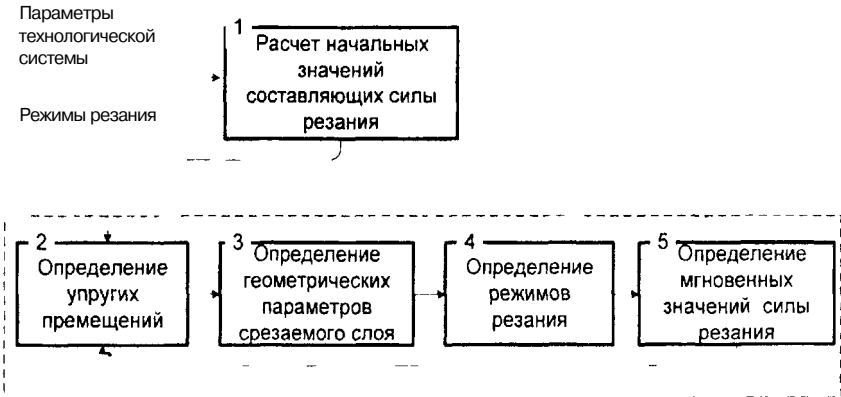 Параметры
технологической
системы
Режимы резания
1
Расчет начальных
значений
составляющих силы
резания
2
Определение
упругих
премещений
3
Определение
геометрических
параметров
срезаемого слоя
4
Определение
режимов
резания
5
Определение
мгновенных
значений силы
резания